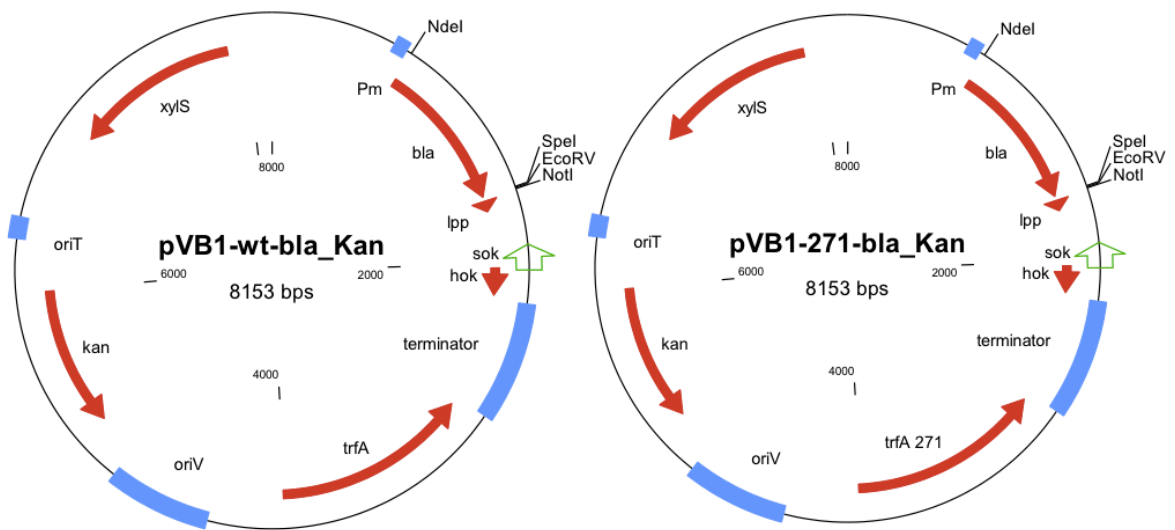 NdeI
Pm
xylS
bla
SpeI
EcoRV
NotI
8000
lpp
oriT
pVB1-wt-bla_Kan
sok
6000
2000
hok
8153 bps
kan
terminator
4000
trfA
oriV
NdeI
Pm
xylS
bla
SpeI
EcoRV
NotI
8000
lpp
oriT
pVB1-271-bla_Kan
sok
6000
2000
hok
8153 bps
kan
terminator
4000
trfA 271
oriV